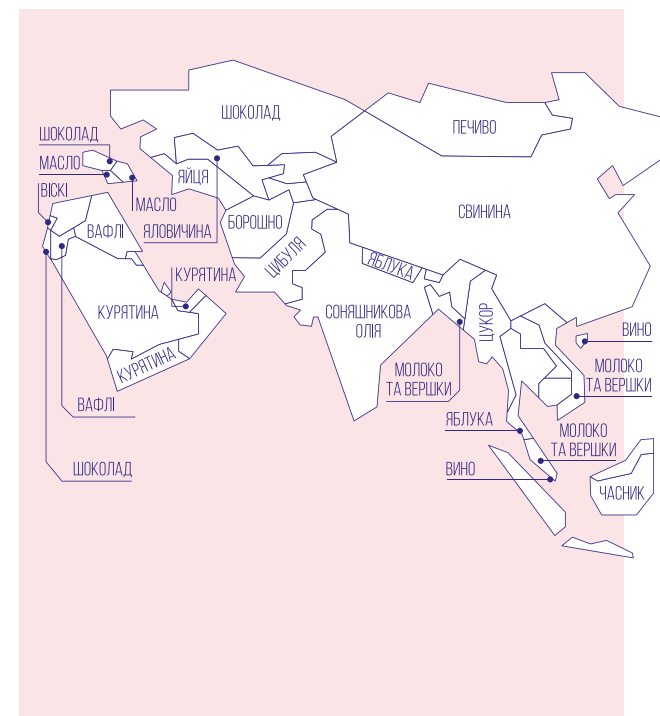 ШОКОЛАД
ПЕЧИВО
ШОКОЛАД
МАСЛО
ВІСКІ
ЯЙЦЯ
МАСЛО
СВИНИНА
БОРОШНО
ВАФЛІ
ЯЛОВИЧИНА
ЦИБУЛЯ
ЯБЛУКА
КУРЯТИНА
КУРЯТИНА
СОНЯШНИКОВА
ОЛІЯ
ЦУКОР
ВИНО
КУРЯТИНА
МОЛОКО
ТА ВЕРШКИ
МОЛОКО
ТА ВЕРШКИ
ВАФЛІ
ЯБЛУКА
МОЛОКО
ТА ВЕРШКИ
ШОКОЛАД
ВИНО
ЧАСНИК